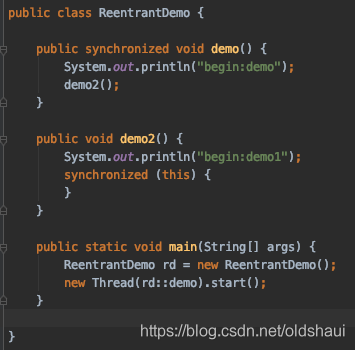 public class ReentrantDemo {
public synchronized void demo() {
System.out.println("begin:demo");
demo2();
}
public void demo2() {
System.out.println("begin:demo1");
synchronized (this) {
}
}
public static void main(String[] args) {
ReentrantDemo rd = new ReentrantDemo();
new Thread(rd::demo).start();
}
}
https://blog.csdn.net/oldshaui